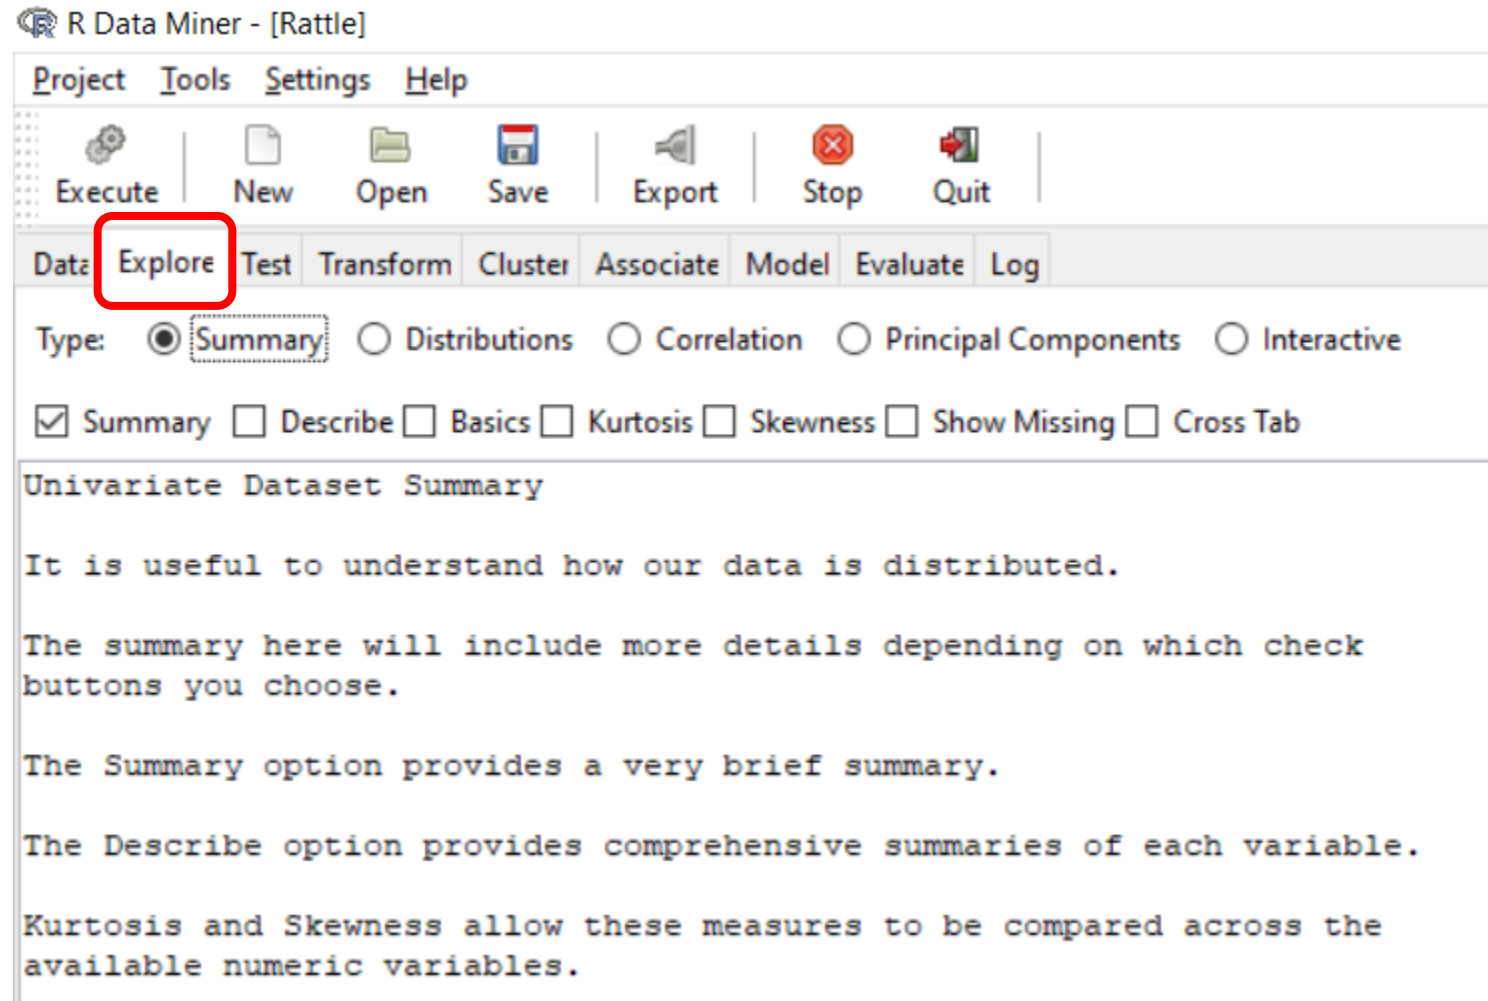 R Data Miner - [Rattle]
Project Tools Settings Help
Execute New Open Save Export Stop Quit
Data Explore Test Transform Cluster Associate Model Evaluate Log
Type: Summary Distributions Correlation Principal Components Interactive
Summary Describe Basics Kurtosis Skewness Show Missing Cross Tab
Univariate Dataset Summary
It is useful to understand how our data is distributed.
The summary here will include more details depending on which check
buttons you choose.
The Summary option provides a very brief summary.
The Describe option provides comprehensive summaries of each variable.
Kurtosis and Skewness allow these measures to be compared across the
available numeric variables.